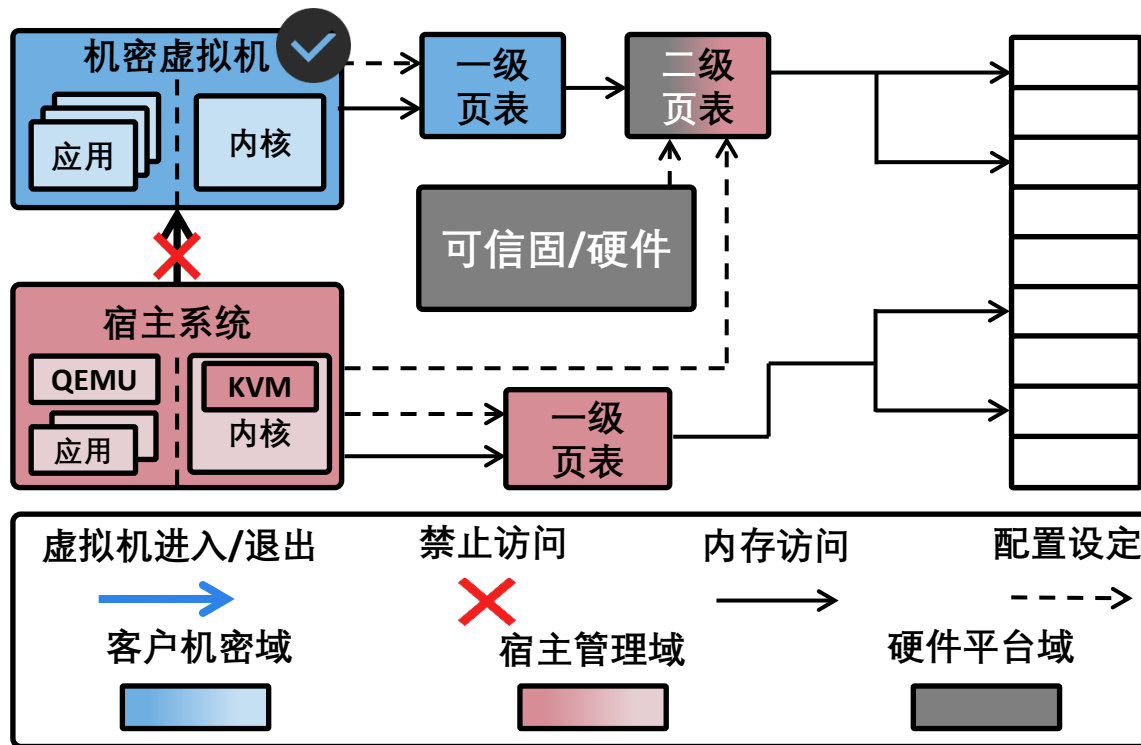 机密虚拟机
应用
内核
一级
页表
二级
页表
可信固/硬件
宿主系统
QEMU
应用
KVM
内核
一级
页表
虚拟机进入/退出
禁止访问
内存访问
配置设定
客户机密域
宿主管理域
硬件平台域